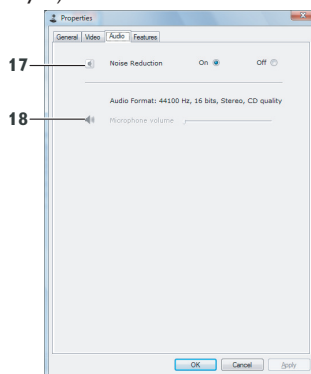 Properties
General Video Audio Features
17 Noise Reduction On Off
Audio Format: 44100 Hz, 16 bits, Stereo, CD quality
18 Microphone volume
OK Cancel Apply